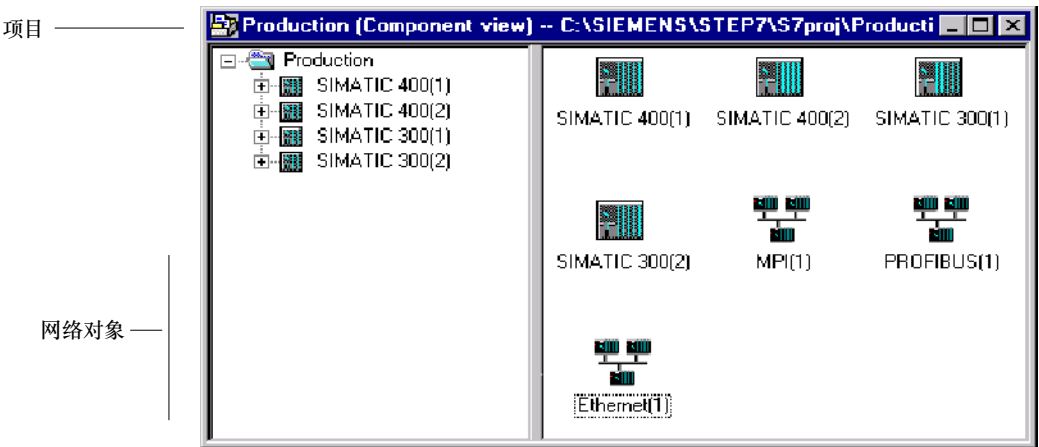 项目
Production (Component view) -- C:\SIEMENS\STEP7\S7proj\Producti
Production
SIMATIC 400(1)
SIMATIC 400(2)
SIMATIC 300(1)
SIMATIC 300(2)
SIMATIC 400(1) SIMATIC 400(2) SIMATIC 300(1)
SIMATIC 300(2) MPI(1) PROFIBUS(1)
网络对象
Ethernet(1)